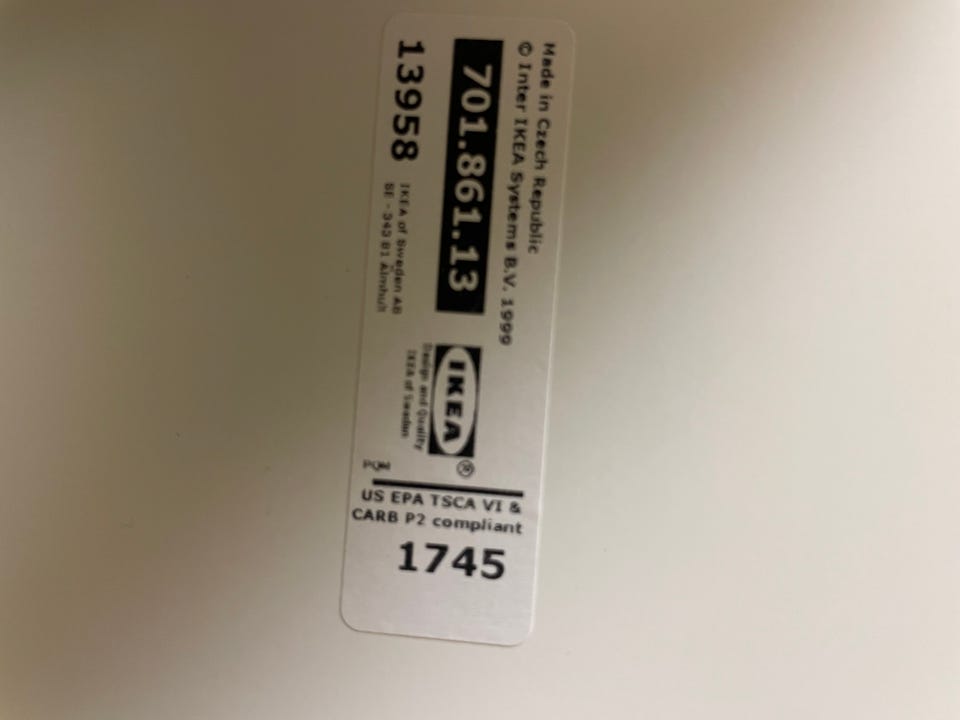 Made in Czech Republic
© Inter IKEA Systems B.V. 1999
701.861.13
13958
IKEA of Sweden AB
SE - 343 81 Älmhult
IKEA
®
Design and Quality
IKEA of Sweden
PQM
US EPA TSCA VI &
CARB P2 compliant
1745